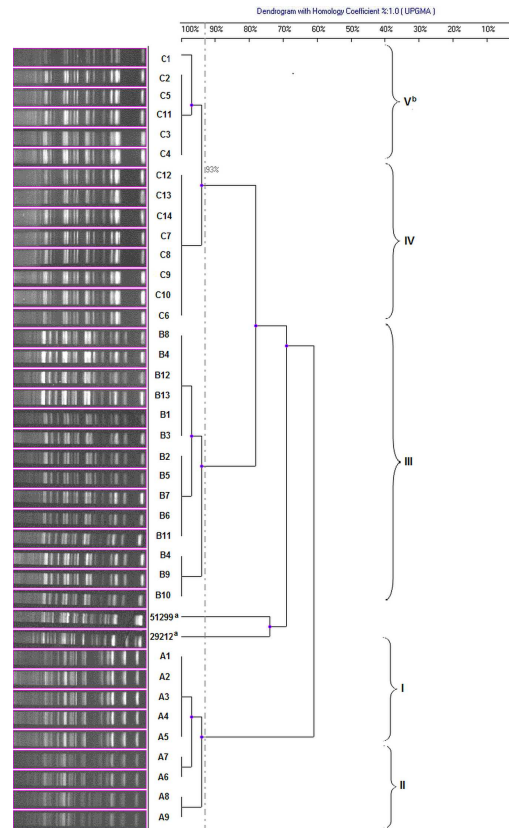 Dendrogram with Homology Coefficient %:1.0 ( UPGMA )
100% 90% 80% 70% 60% 50% 40% 30% 20% 10%
C1
C2
C5
Vb
C11
C3
C4
93%
C12
C13
C14
C7
IV
C8
C9
C10
C6
B8
B4
B12
B13
B1
B3
B2
III
B5
B7
B6
B11
B4
B9
B10
51299a
29212a
A1
A2
I
A3
A4
A5
A7
A6
II
A8
A9